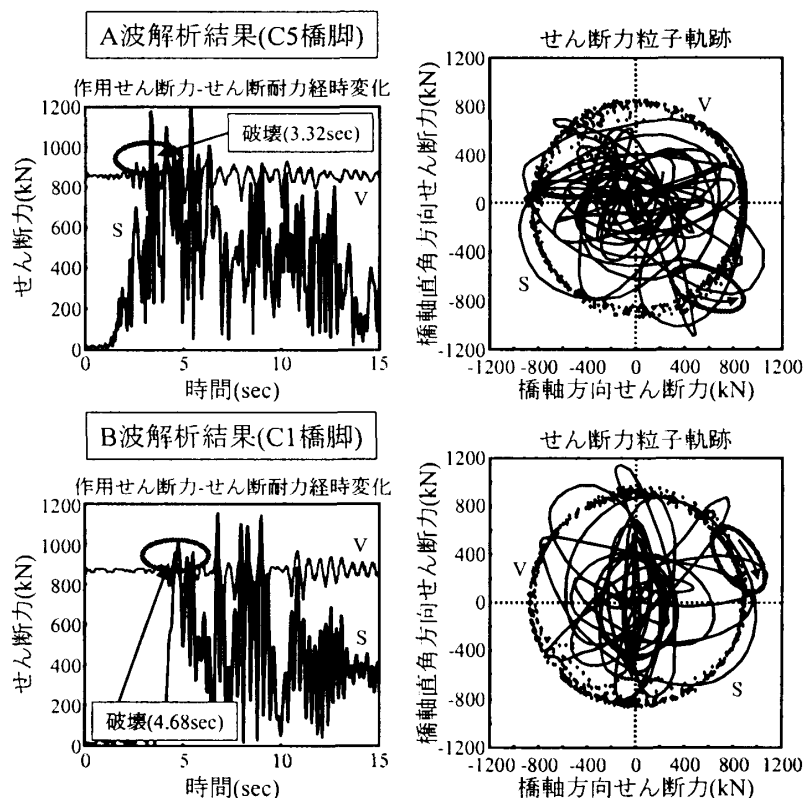 A波解析結果(C5橋脚)
作用せん断力-せん断耐力経時変化
せん断力(kN)
1200
1000
800
600
400
200
0
破壊(3.32sec)
V
S
0
5
10
15
時間(sec)
せん断力粒子軌跡
橋軸直角方向せん断力(kN)
1200
800
400
0
-400
-800
-1200
V
S
-1200
-800
-400
0
400
800
1200
橋軸方向せん断力(kN)
B波解析結果(C1橋脚)
作用せん断力-せん断耐力経時変化
せん断力(kN)
1200
1000
800
600
400
200
0
V
S
破壊(4.68sec)
0
5
10
15
時間(sec)
せん断力粒子軌跡
橋軸直角方向せん断力(kN)
1200
800
400
0
-400
-800
-1200
V
S
-1200
-800
-400
0
400
800
1200
橋軸方向せん断力(kN)